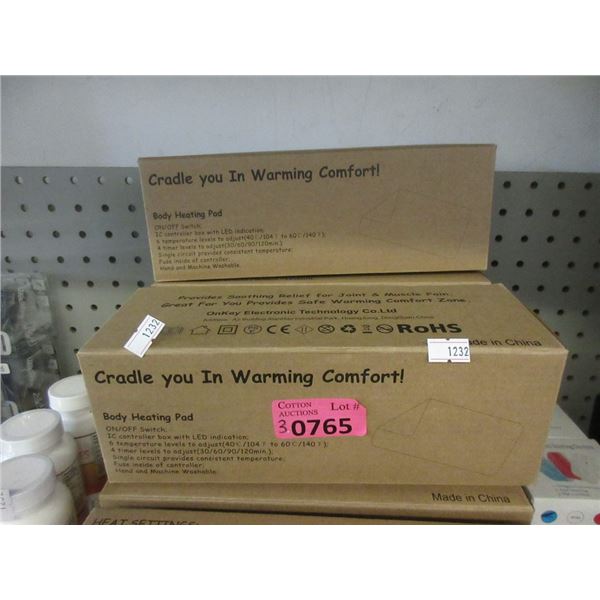 Cradle you In Warming Comfort!
Body Heating Pad
ON/OFF Switch;
IC controller box with LED indication;
6 temperature levels to adjust(40℃/104℉ to 60℃/140℉);
4 timer levels to adjust(30/60/90/120min.);
Single circuit provides consistent temperature;
Fuse inside of controller;
Hand and Machine Washable.
Provides Soothing Relief for Joint & Muscle Pain.
Great For You Provides Safe Warming Comfort Zone.
OnKay Electronic Technology Co.Ltd
RoHS
Made in China
1232
1232
Cradle you In Warming Comfort!
Body Heating Pad
ON/OFF Switch;
IC controller box with LED indication;
6 temperature levels to adjust(40℃/104℉ to 60℃/140℉);
4 timer levels to adjust(30/60/90/120min.);
Single circuit provides consistent temperature;
Fuse inside of controller;
Hand and Machine Washable.
COTTON AUCTIONS Lot #
3 0765
Made in China
HEAT SETTINGS: